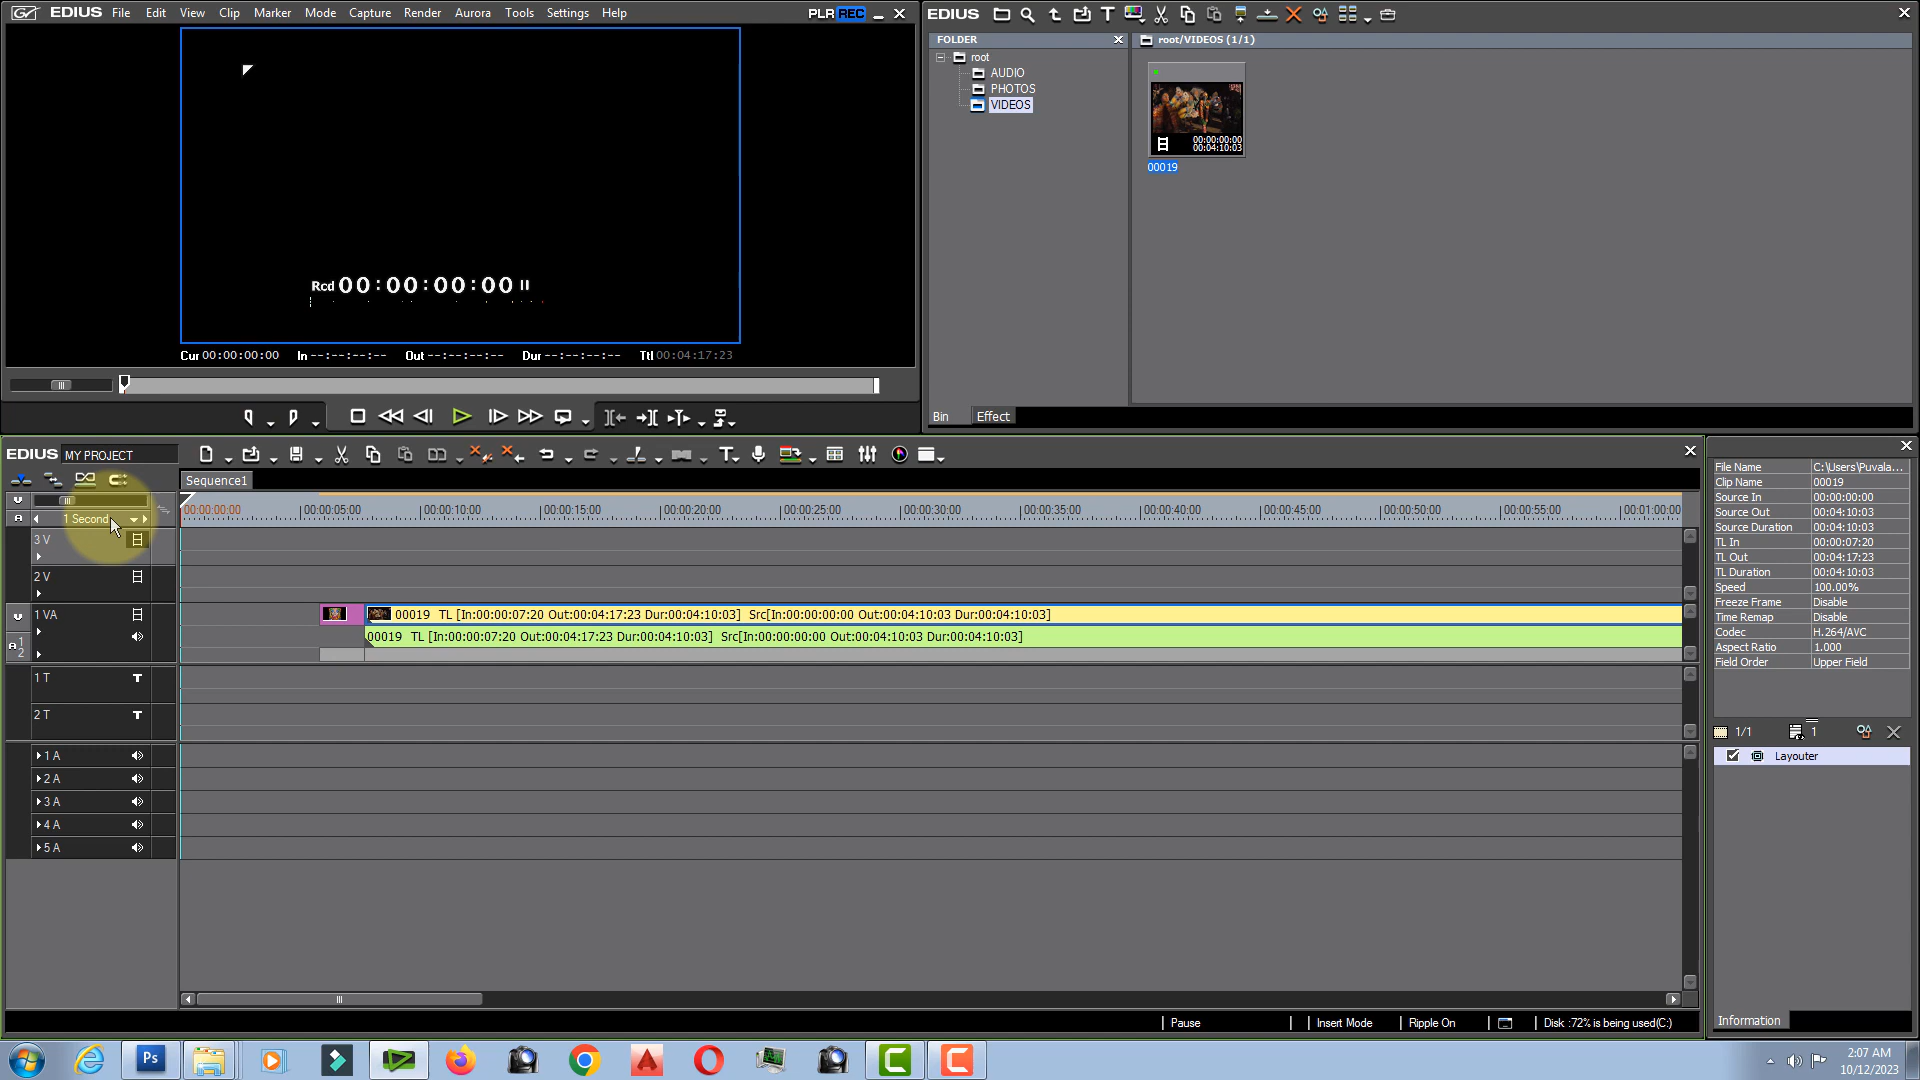 EDIUS File Edit View Clip Marker Mode Capture Render Aurora Tools Settings Help PLR REC
Rcd 00:00:00:00
Cur 00:00:00:00 In --:--:--:-- Out --:--:--:-- Dur --:--:--:-- Ttl 00:04:17:23
EDIUS
FOLDER
root/VIDEOS (1/1)
root
AUDIO
PHOTOS
VIDEOS
00:00:00:00
00:04:10:03
00019
Bin Effect
EDIUS MY PROJECT
Sequence1
1 Second
00:00:00:00 00:00:05:00 00:00:10:00 00:00:15:00 00:00:20:00 00:00:25:00 00:00:30:00 00:00:35:00 00:00:40:00 00:00:45:00 00:00:50:00 00:00:55:00 00:01:00:00
3 V
2 V
1 VA
00019 TL [In:00:00:07:20 Out:00:04:17:23 Dur:00:04:10:03] Src[In:00:00:00:00 Out:00:04:10:03 Dur:00:04:10:03]
00019 TL [In:00:00:07:20 Out:00:04:17:23 Dur:00:04:10:03] Src[In:00:00:00:00 Out:00:04:10:03 Dur:00:04:10:03]
A 1
2
1 T
2 T
1 A
2 A
3 A
4 A
5 A
File Name C:\Users\Puvala...
Clip Name 00019
Source In 00:00:00:00
Source Out 00:04:10:03
Source Duration 00:04:10:03
TL In 00:00:07:20
TL Out 00:04:17:23
TL Duration 00:04:10:03
Speed 100.00%
Freeze Frame Disable
Time Remap Disable
Codec H.264/AVC
Aspect Ratio 1.000
Field Order Upper Field
1/1 1
Layouter
Information
Pause Insert Mode Ripple On Disk :72% is being used(C:)
Ps
2:07 AM
10/12/2023